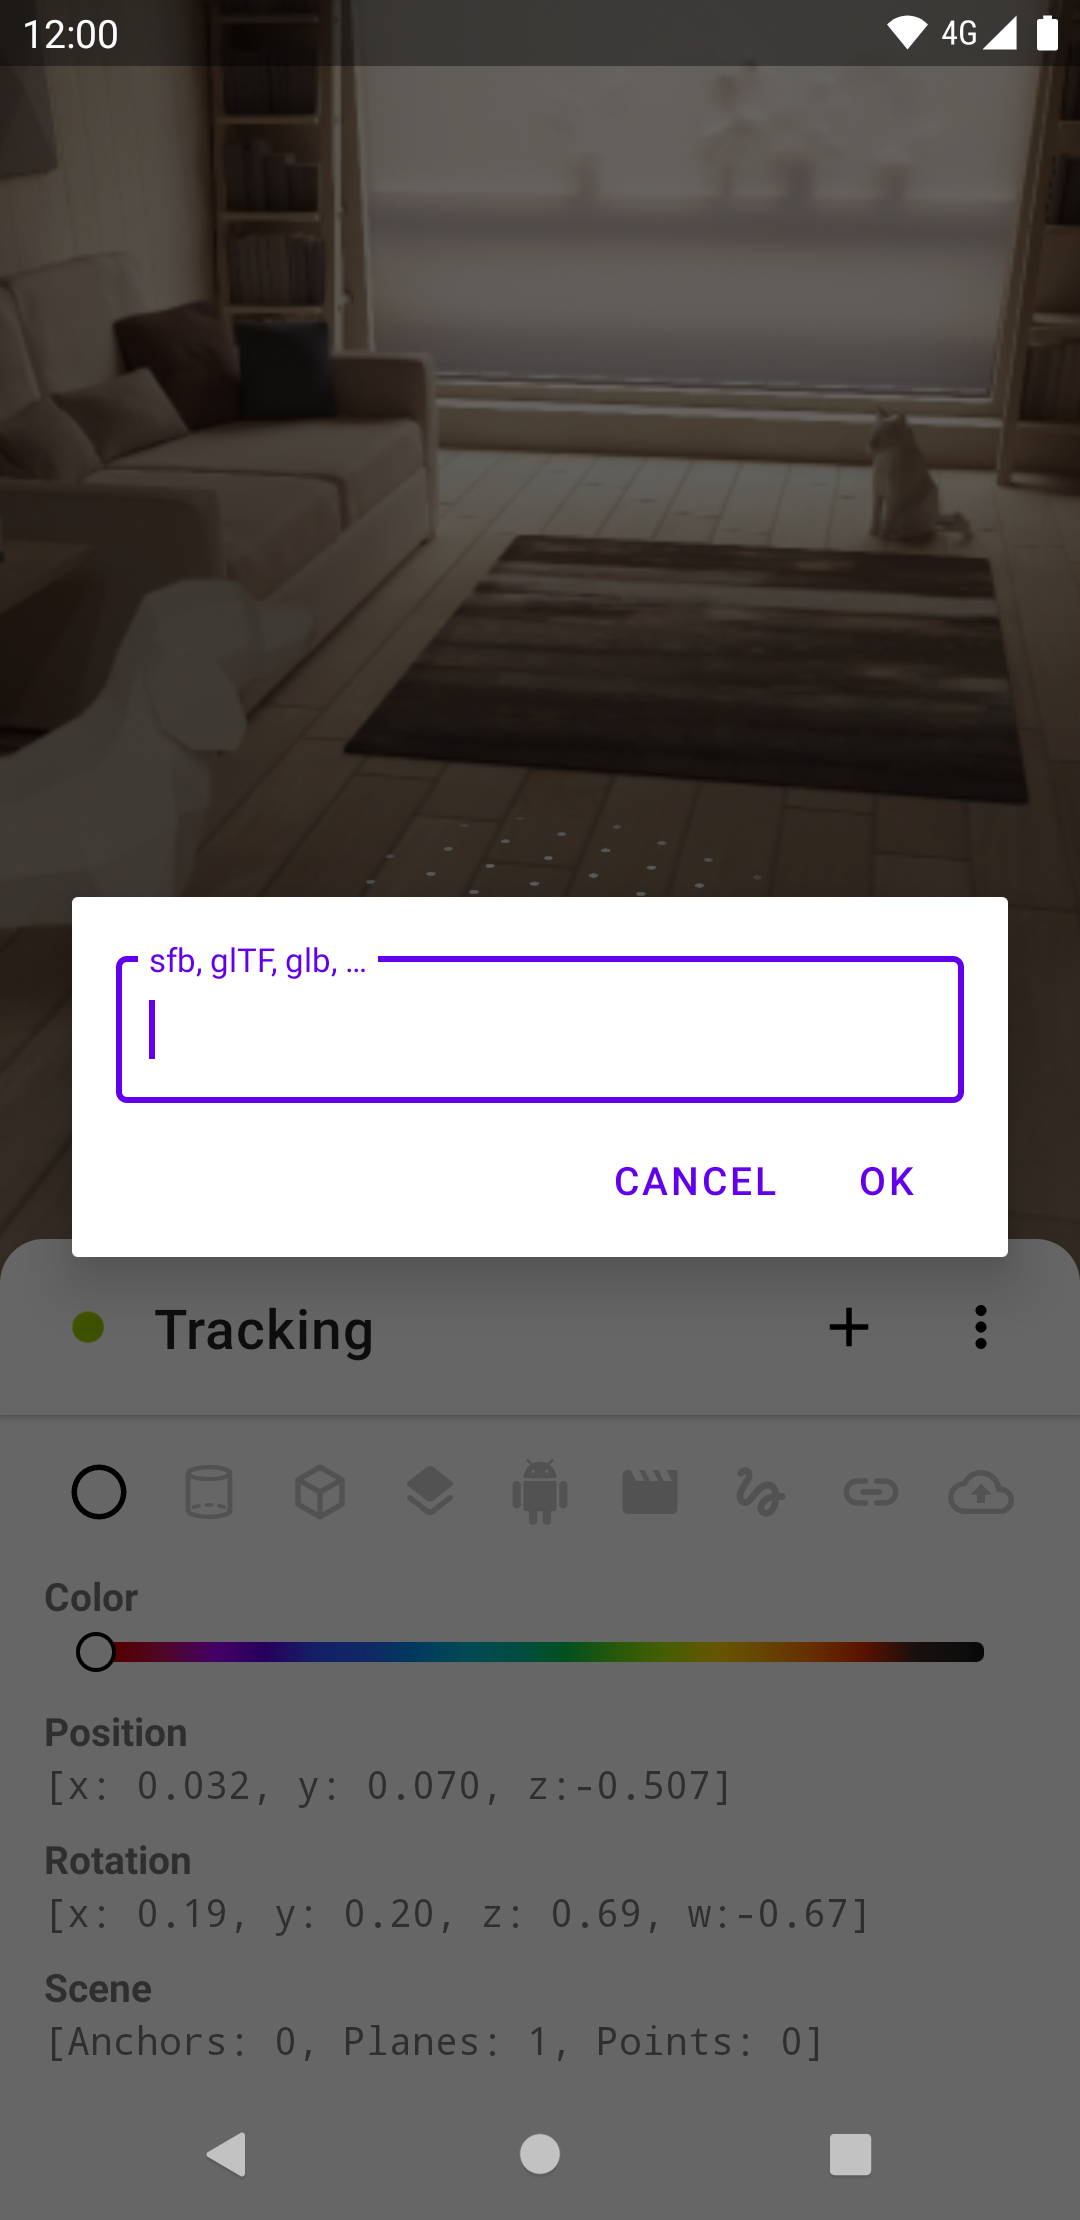 12:00
4G
sfb, glTF, glb, ...
CANCEL OK
Tracking
Color
Position
[x: 0.032, y: 0.070, z:-0.507]
Rotation
[x: 0.19, y: 0.20, z: 0.69, w:-0.67]
Scene
[Anchors: 0, Planes: 1, Points: 0]